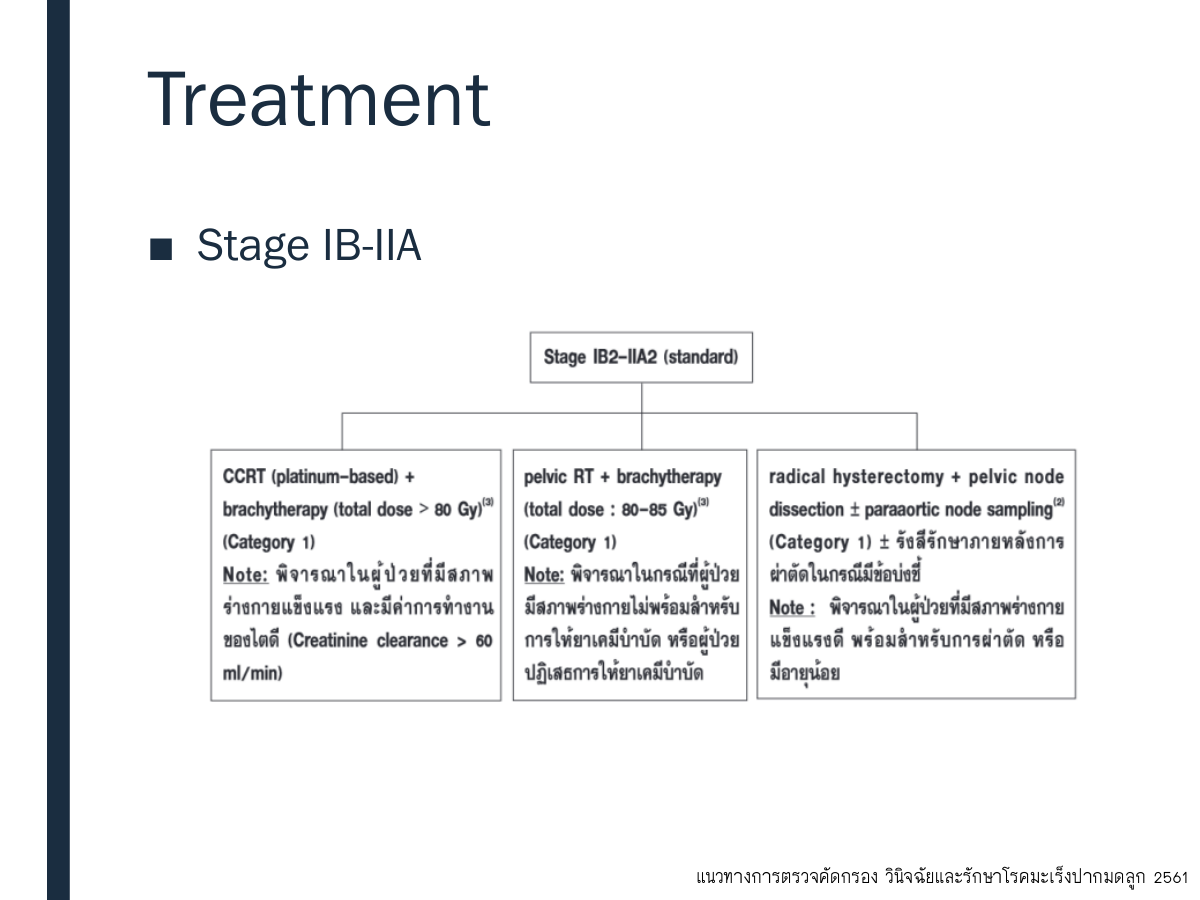 Treatment
■ Stage IB-IIA
Stage IB2–IIA2 (standard)
CCRT (platinum–based) +
brachytherapy (total dose > 80 Gy)(3)
(Category 1)
Note: พิจารณาในผู้ป่วยที่มีสภาพ
ร่างกายแข็งแรง และมีค่าการทำงาน
ของไตดี (Creatinine clearance > 60
ml/min)
pelvic RT + brachytherapy
(total dose : 80–85 Gy)(3)
(Category 1)
Note: พิจารณาในกรณีที่ผู้ป่วย
มีสภาพร่างกายไม่พร้อมสำหรับ
การให้ยาเคมีบำบัด หรือผู้ป่วย
ปฏิเสธการให้ยาเคมีบำบัด
radical hysterectomy + pelvic node
dissection ± paraaortic node sampling(2)
(Category 1) ± รังสีรักษาภายหลังการ
ผ่าตัดในกรณีมีข้อบ่งชี้
Note : พิจารณาในผู้ป่วยที่มีสภาพร่างกาย
แข็งแรงดี พร้อมสำหรับการผ่าตัด หรือ
มีอายุน้อย
แนวทางการตรวจคัดกรอง วินิจฉัยและรักษาโรคมะเร็งปากมดลูก 2561